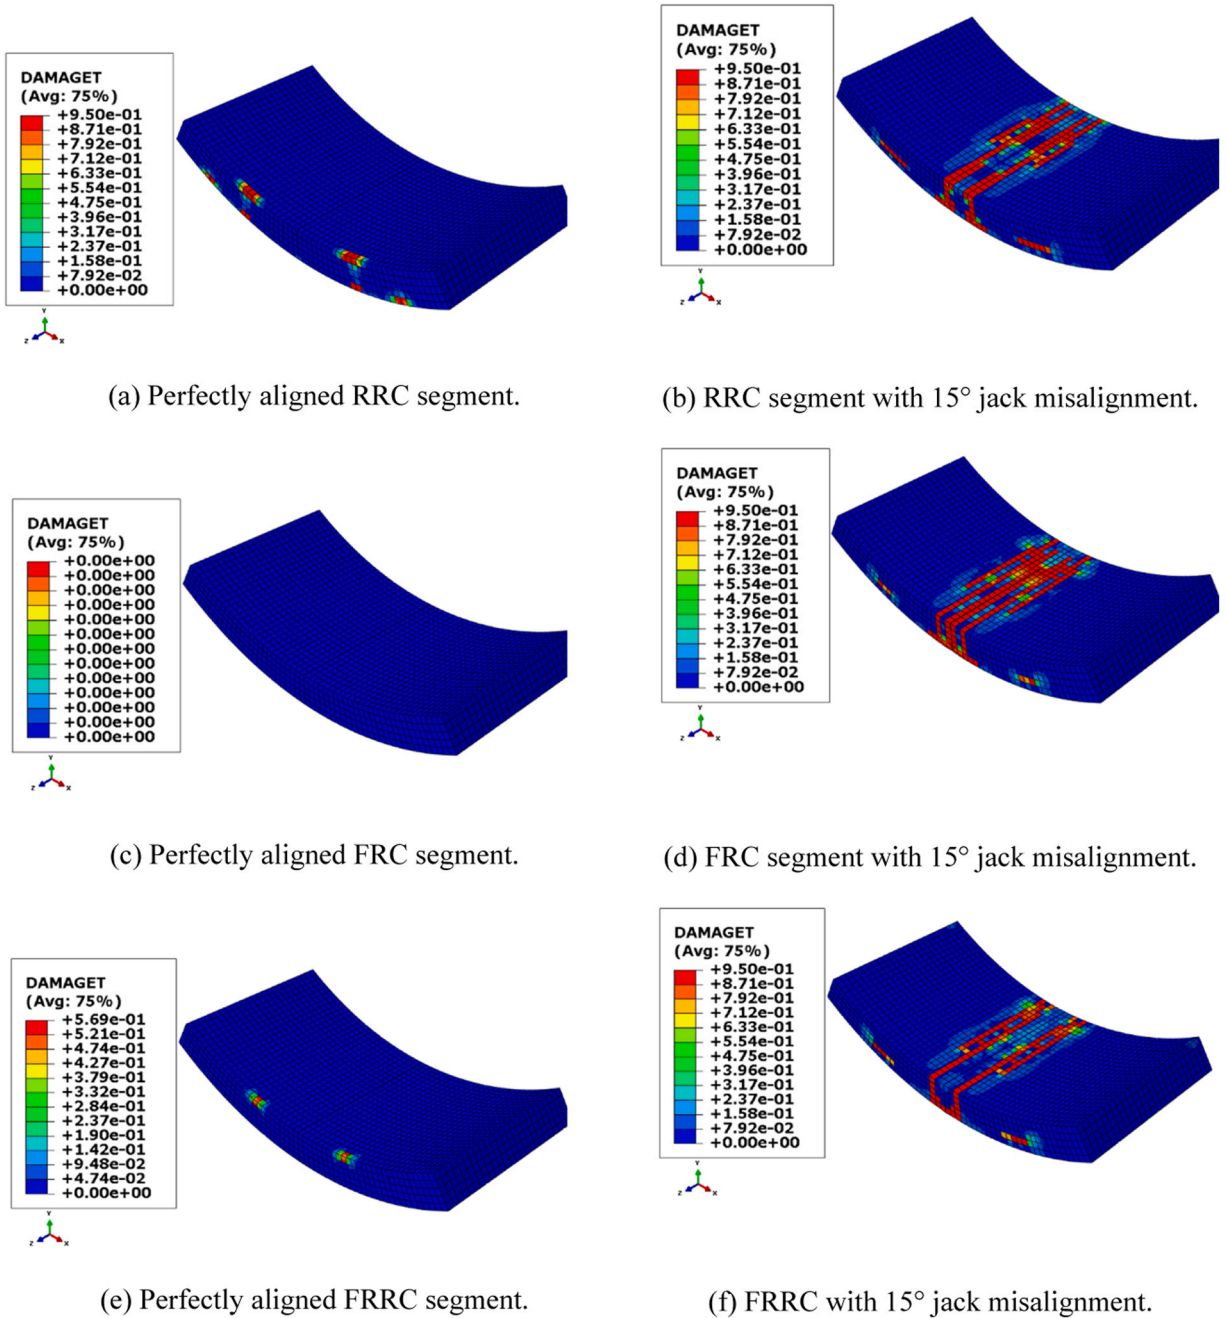 DAMAGET
(Avg: 75%)
+9.50e-01
+8.71e-01
+7.92e-01
+7.12e-01
+6.33e-01
+5.54e-01
+4.75e-01
+3.96e-01
+3.17e-01
+2.37e-01
+1.58e-01
+7.92e-02
+0.00e+00
Y
Z X
(a) Perfectly aligned RRC segment.
DAMAGET
(Avg: 75%)
+9.50e-01
+8.71e-01
+7.92e-01
+7.12e-01
+6.33e-01
+5.54e-01
+4.75e-01
+3.96e-01
+3.17e-01
+2.37e-01
+1.58e-01
+7.92e-02
+0.00e+00
Y
Z X
(b) RRC segment with 15° jack misalignment.
DAMAGET
(Avg: 75%)
+0.00e+00
+0.00e+00
+0.00e+00
+0.00e+00
+0.00e+00
+0.00e+00
+0.00e+00
+0.00e+00
+0.00e+00
+0.00e+00
+0.00e+00
+0.00e+00
+0.00e+00
Y
Z X
(c) Perfectly aligned FRC segment.
DAMAGET
(Avg: 75%)
+9.50e-01
+8.71e-01
+7.92e-01
+7.12e-01
+6.33e-01
+5.54e-01
+4.75e-01
+3.96e-01
+3.17e-01
+2.37e-01
+1.58e-01
+7.92e-02
+0.00e+00
Y
Z X
(d) FRC segment with 15° jack misalignment.
DAMAGET
(Avg: 75%)
+5.69e-01
+5.21e-01
+4.74e-01
+4.27e-01
+3.79e-01
+3.32e-01
+2.84e-01
+2.37e-01
+1.90e-01
+1.42e-01
+9.48e-02
+4.74e-02
+0.00e+00
Y
Z X
(e) Perfectly aligned FRRC segment.
DAMAGET
(Avg: 75%)
+9.50e-01
+8.71e-01
+7.92e-01
+7.12e-01
+6.33e-01
+5.54e-01
+4.75e-01
+3.96e-01
+3.17e-01
+2.37e-01
+1.58e-01
+7.92e-02
+0.00e+00
Y
Z X
(f) FRRC with 15° jack misalignment.